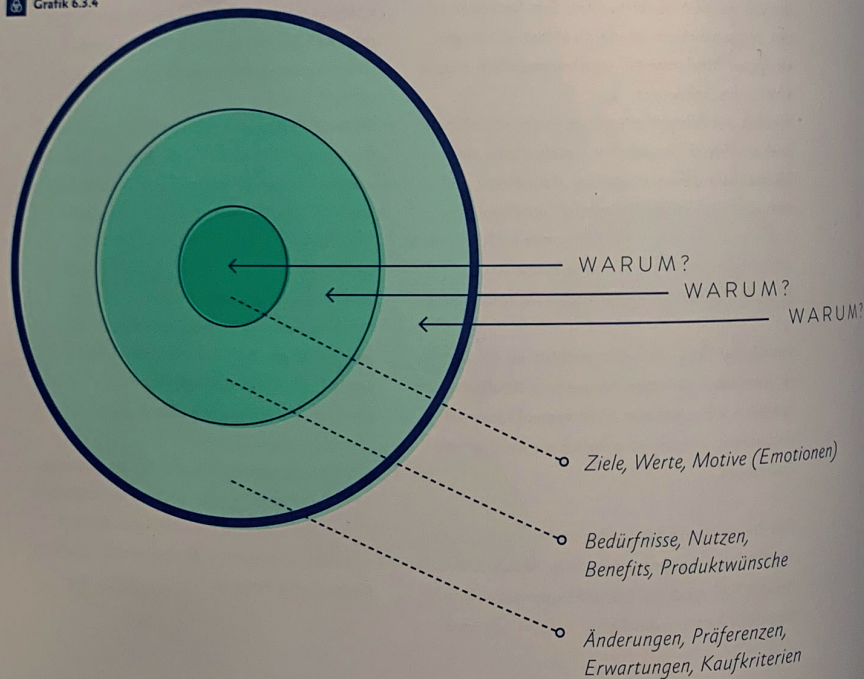 Grafik 6.3.4
WARUM?
WARUM?
WARUM?
Ziele, Werte, Motive (Emotionen)
Bedürfnisse, Nutzen,
Benefits, Produktwünsche
Änderungen, Präferenzen,
Erwartungen, Kaufkriterien